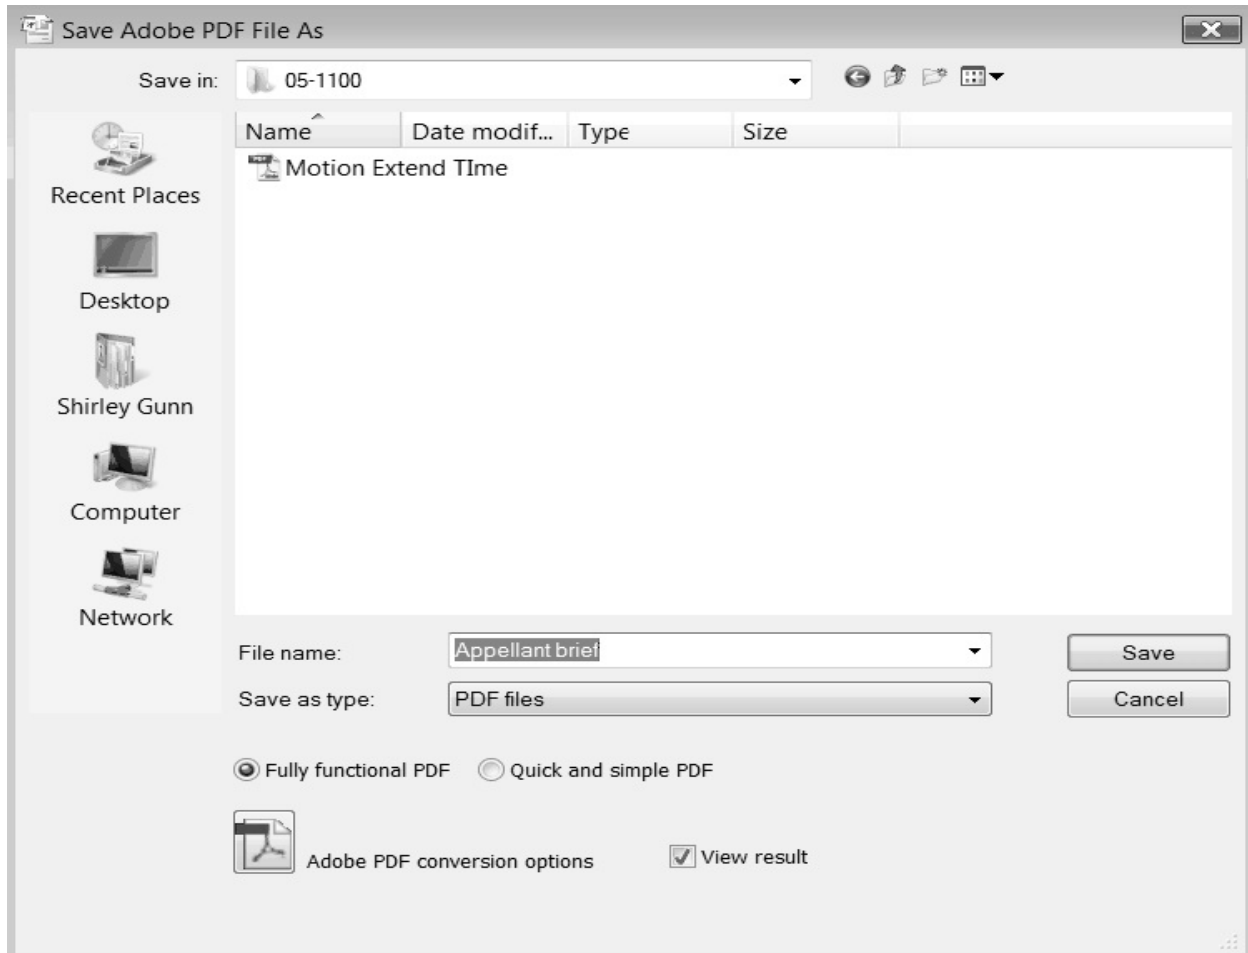 Save Adobe PDF File As
Save in: 05-1100
Name Date modif... Type Size
Motion Extend TIme
Recent Places
Desktop
Shirley Gunn
Computer
Network
File name: Appellant brief Save
Save as type: PDF files Cancel
Fully functional PDF Quick and simple PDF
Adobe PDF conversion options View result